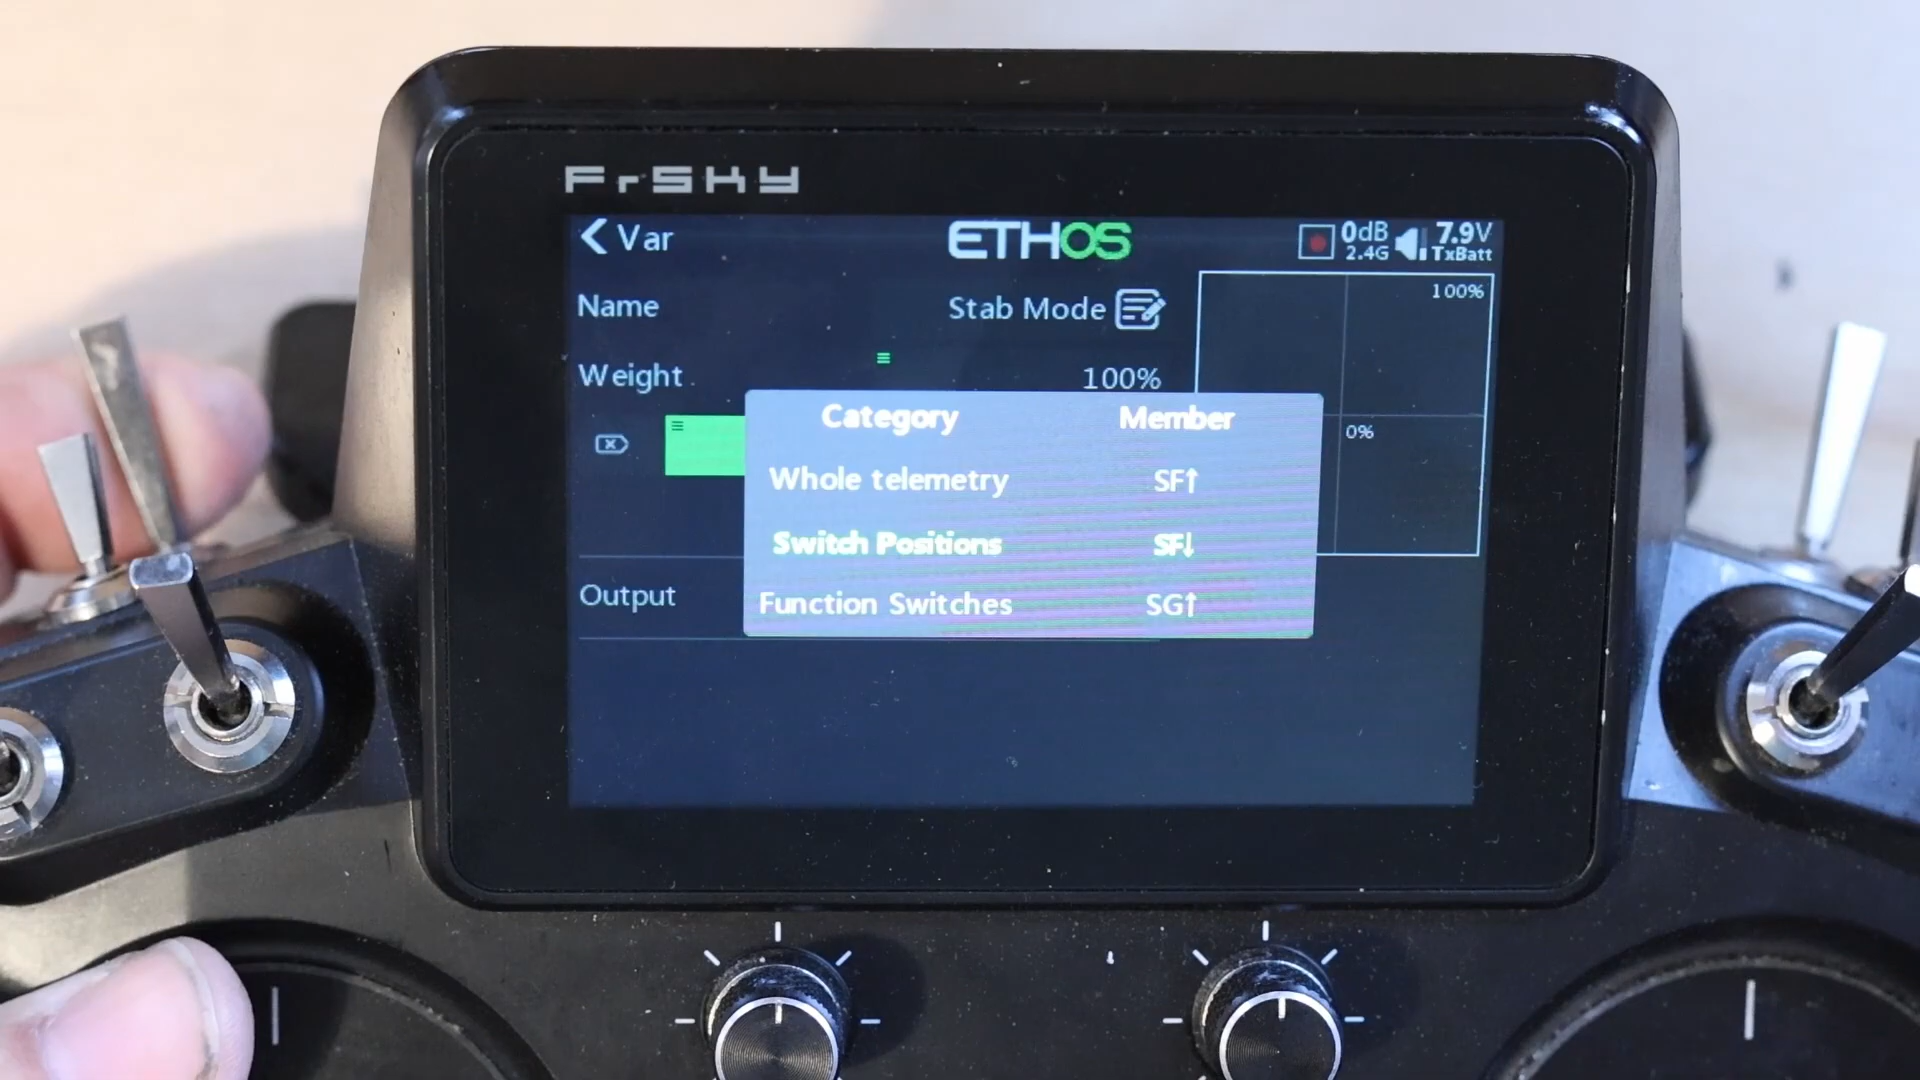 FrSKY
Var ETHOS 0dB 2.4G 7.9V TxBatt
Name Stab Mode
Weight 100%
100%
0%
Category Member
Whole telemetry SF↑
Switch Positions SF↓
Function Switches SG↑
Output